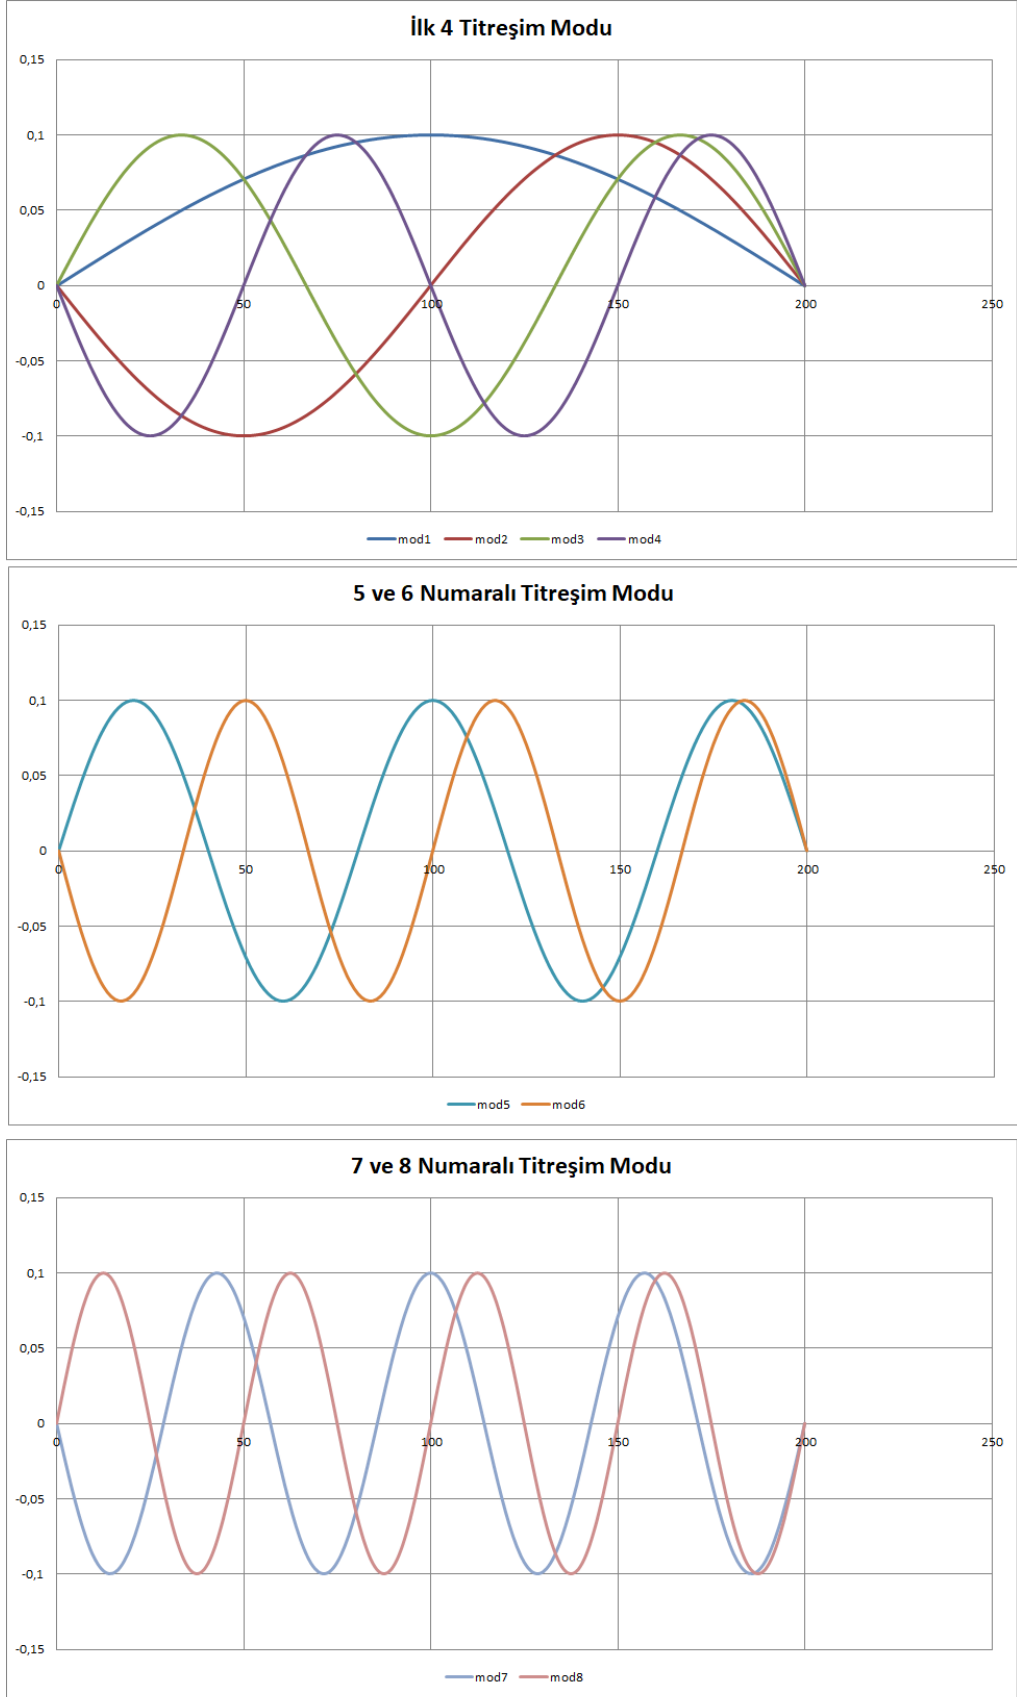 İlk 4 Titreşim Modu
0,15
0,1
0,05
0
0 50 100 150 200 250
-0,05
-0,1
-0,15
mod1 mod2 mod3 mod4
5 ve 6 Numaralı Titreşim Modu
0,15
0,1
0,05
0
0 50 100 150 200 250
-0,05
-0,1
-0,15
mod5 mod6
7 ve 8 Numaralı Titreşim Modu
0,15
0,1
0,05
0
0 50 100 150 200 250
-0,05
-0,1
-0,15
mod7 mod8